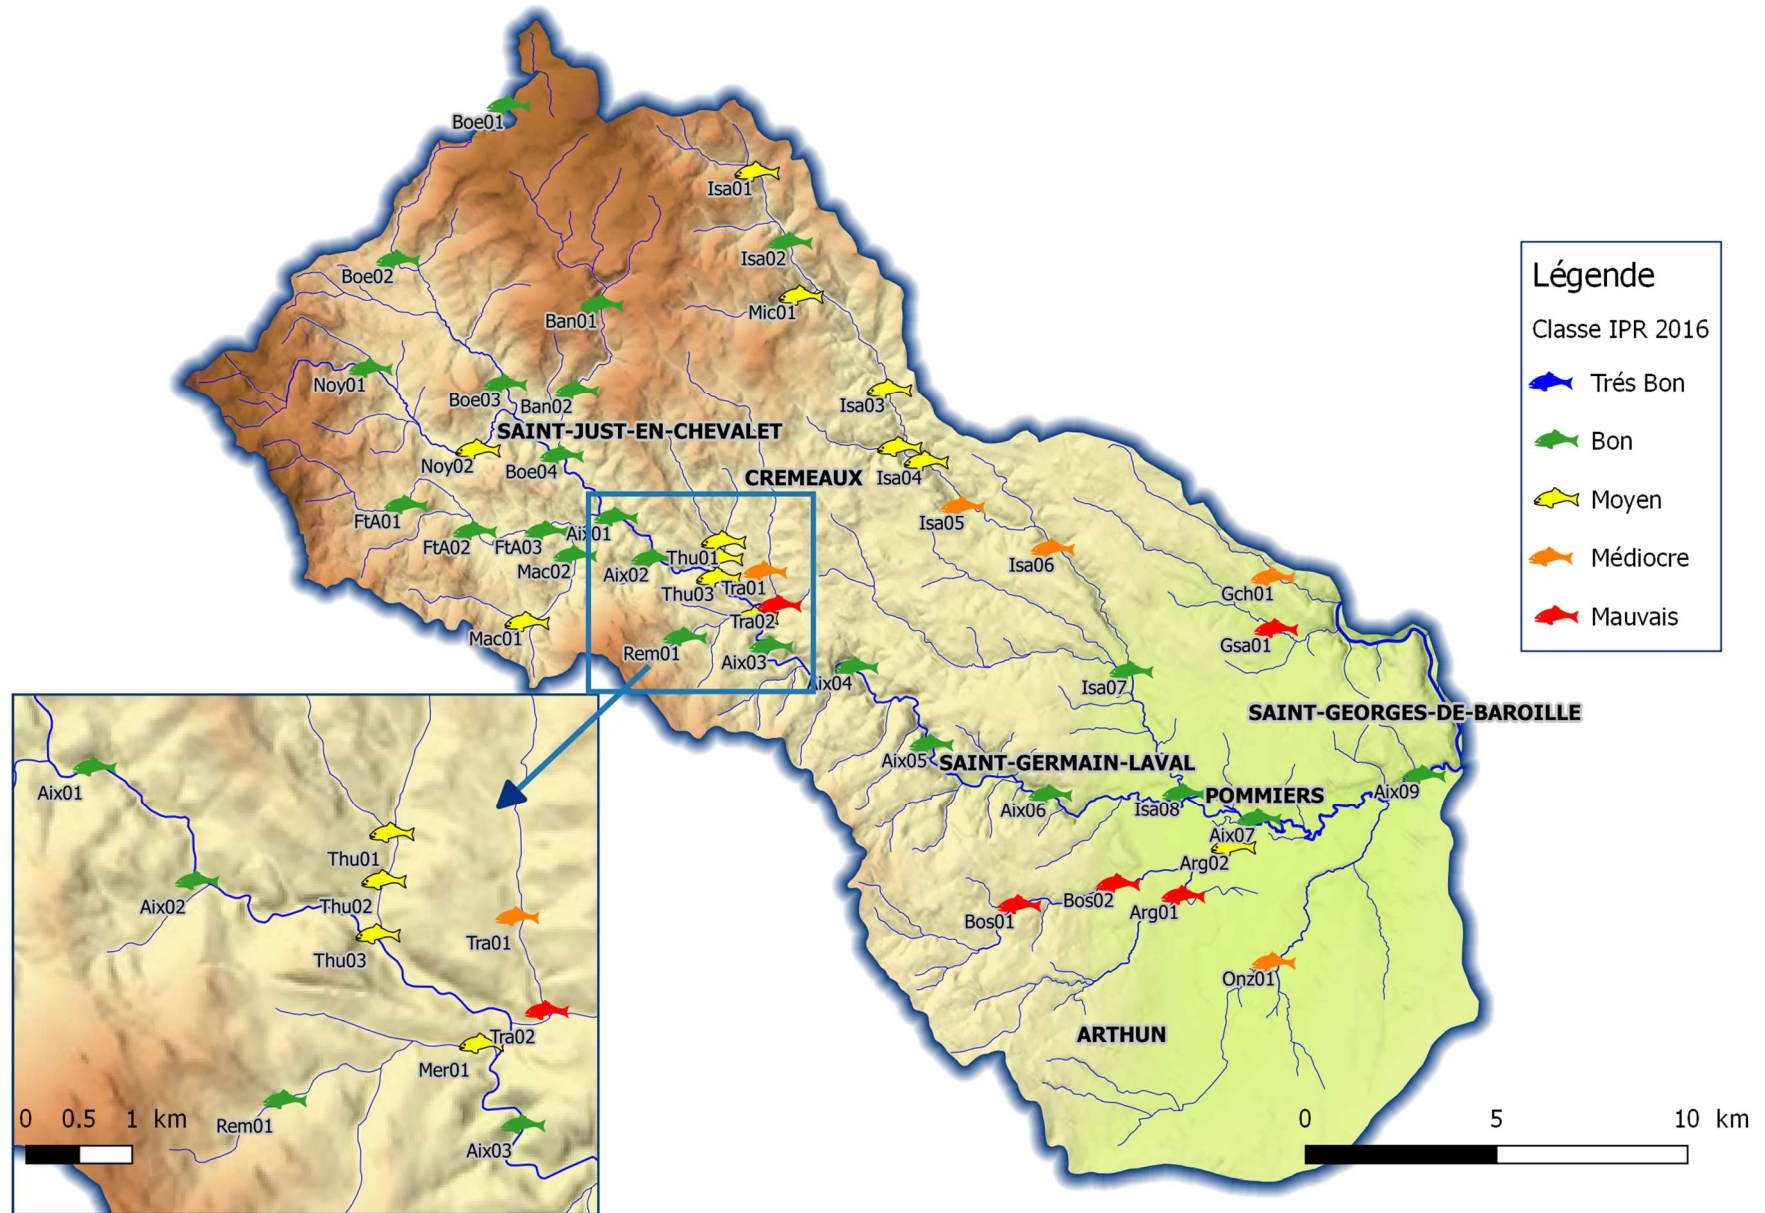 Boe01
Isa01
Isa02
Boe02
Mic01
Ban01
Noy01
Boe03
Ban02
Isa03
SAINT-JUST-EN-CHEVALET
Noy02
Boe04
CREMEAUX
Isa04
FtA01
Isa05
Aix01
FtA02
FtA03
Thu01
Mac02
Aix02
Isa06
Thu03
Tra01
Gch01
Tra02
Mac01
Rem01
Aix03
Gsa01
Aix04
Isa07
SAINT-GEORGES-DE-BAROILLE
Aix05
SAINT-GERMAIN-LAVAL
Aix06
Isa08
POMMIERS
Aix09
Aix07
Arg02
Bos02
Bos01
Arg01
Onz01
ARTHUN
Légende
Classe IPR 2016
Trés Bon
Bon
Moyen
Médiocre
Mauvais
Aix01
Thu01
Aix02
Thu02
Tra01
Thu03
Tra02
Mer01
Rem01
Aix03
0 0.5 1 km
0 5 10 km